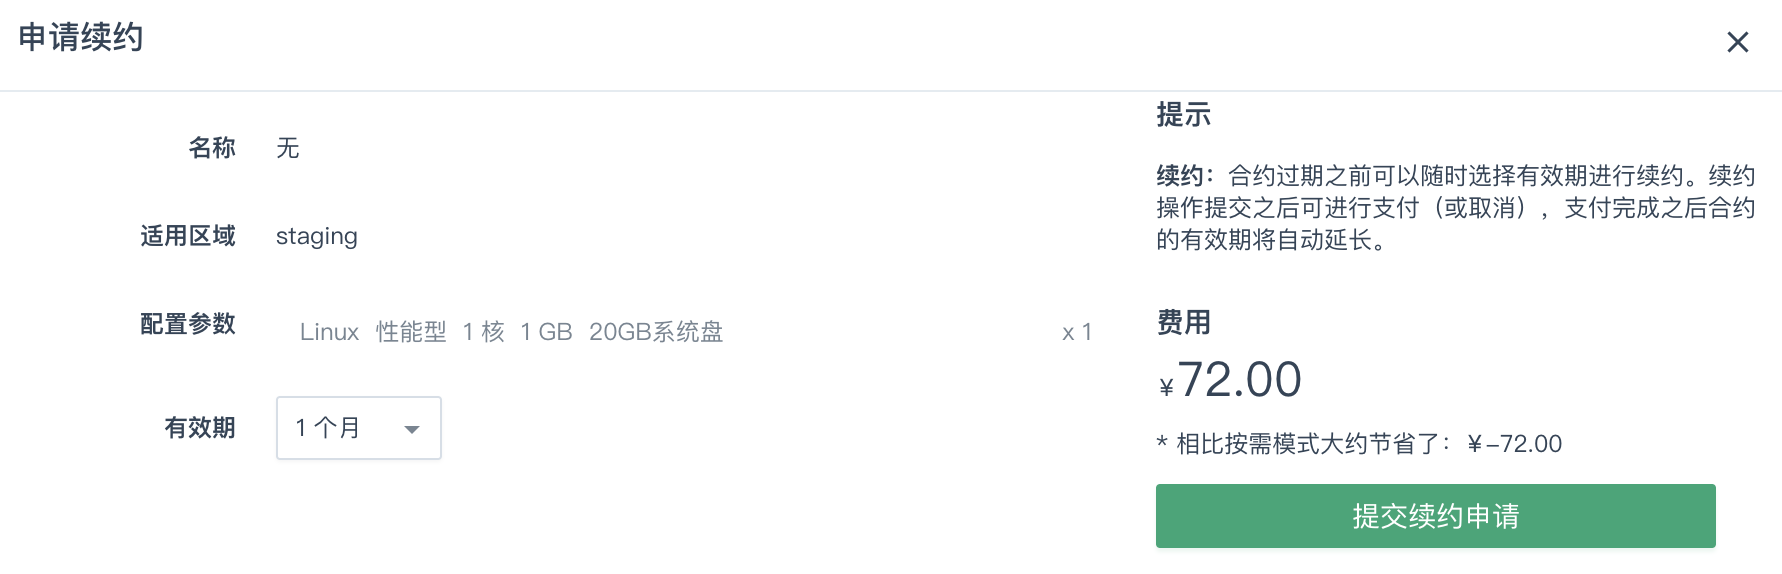 申请续约
名称 无
适用区域 staging
配置参数 Linux 性能型 1 核 1 GB 20GB系统盘 x 1
有效期 1 个月
提示
续约：合约过期之前可以随时选择有效期进行续约。续约
操作提交之后可进行支付（或取消），支付完成之后合约
的有效期将自动延长。
费用
¥72.00
* 相比按需模式大约节省了：¥-72.00
提交续约申请